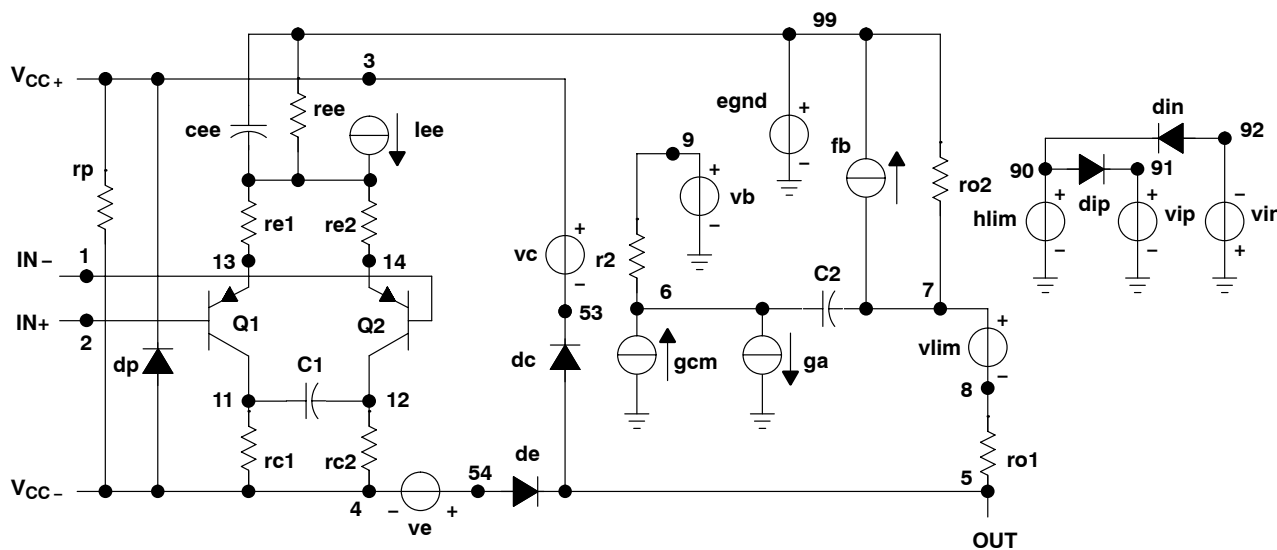 99
VCC+
3
ree
cee
Iee
egnd
+
-
din
92
9
fb
90
91
rp
+
vb
-
ro2
dip
re1
re2
hlim
+
-
+
vip
-
-
vin
+
1
IN-
13
14
vc
+
-
r2
C2
6
7
IN+
2
Q1
Q2
53
gcm
ga
vlim
+
-
dp
C1
dc
8
11
12
rc1
rc2
de
ro1
54
5
VCC-
4
-
+
ve
OUT